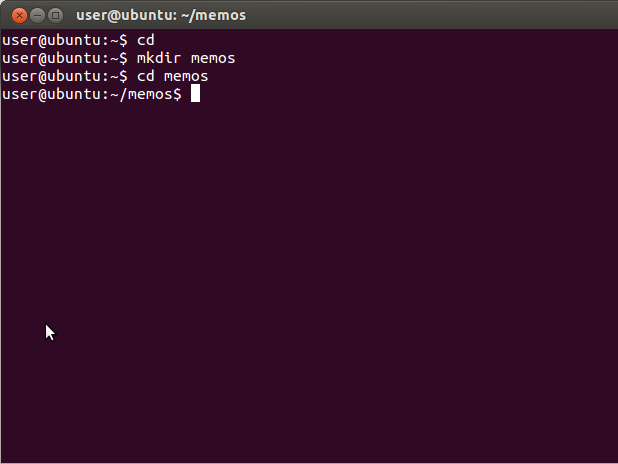 user@ubuntu: ~/memos
user@ubuntu:~$ cd
user@ubuntu:~$ mkdir memos
user@ubuntu:~$ cd memos
user@ubuntu:~/memos$